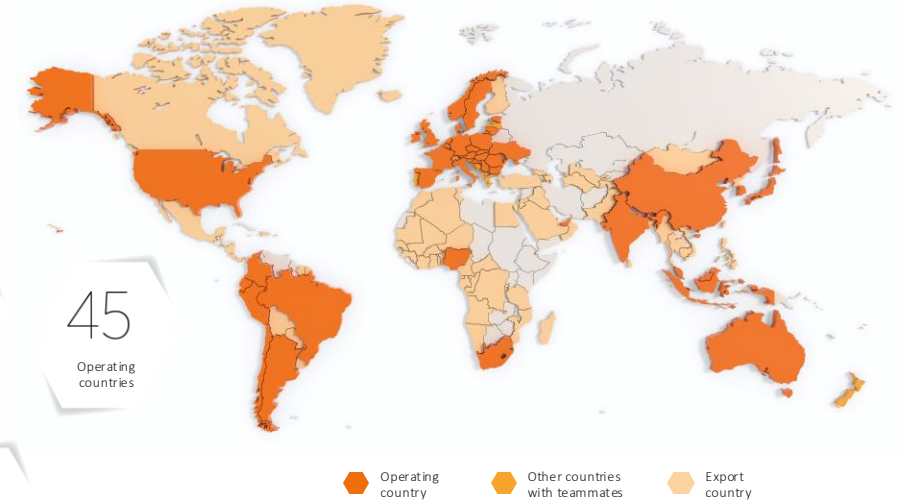 45
Operating
countries
Operating
country
Other countries
with teammates
Export
country